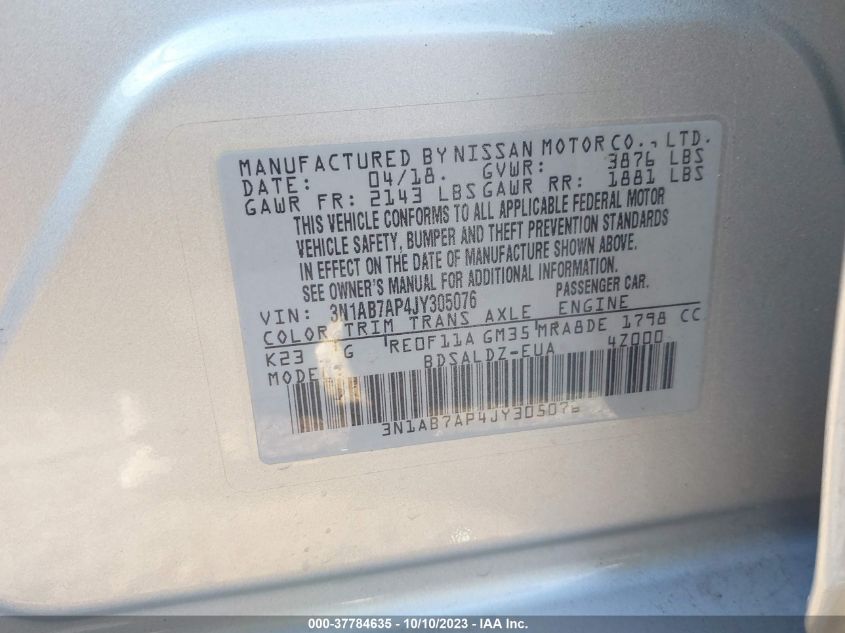 MANUFACTURED BY NISSAN MOTOR CO., LTD.
DATE: 04/18. GVWR: 3876 LBS
GAWR FR: 2143 LBS GAWR RR: 1881 LBS
THIS VEHICLE CONFORMS TO ALL APPLICABLE FEDERAL MOTOR
VEHICLE SAFETY, BUMPER AND THEFT PREVENTION STANDARDS
IN EFFECT ON THE DATE OF MANUFACTURE SHOWN ABOVE.
SEE OWNER'S MANUAL FOR ADDITIONAL INFORMATION.
VIN: 3N1AB7AP4JY305076 PASSENGER CAR.
COLOR TRIM TRANS AXLE ENGINE
K23 G RE0F11A GM35 MRA8DE 1798 CC
MODEL BDSALDZ-EUA 4Z000
3N1AB7AP4JY305076
000-37784635 - 10/10/2023 - IAA Inc.